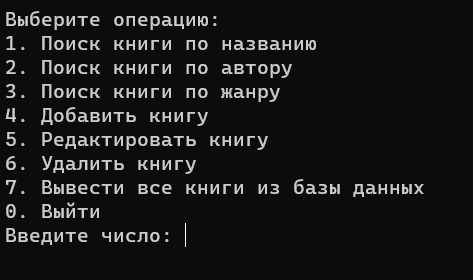 Выберите операцию:
1. Поиск книги по названию
2. Поиск книги по автору
3. Поиск книги по жанру
4. Добавить книгу
5. Редактировать книгу
6. Удалить книгу
7. Вывести все книги из базы данных
0. Выйти
Введите число: